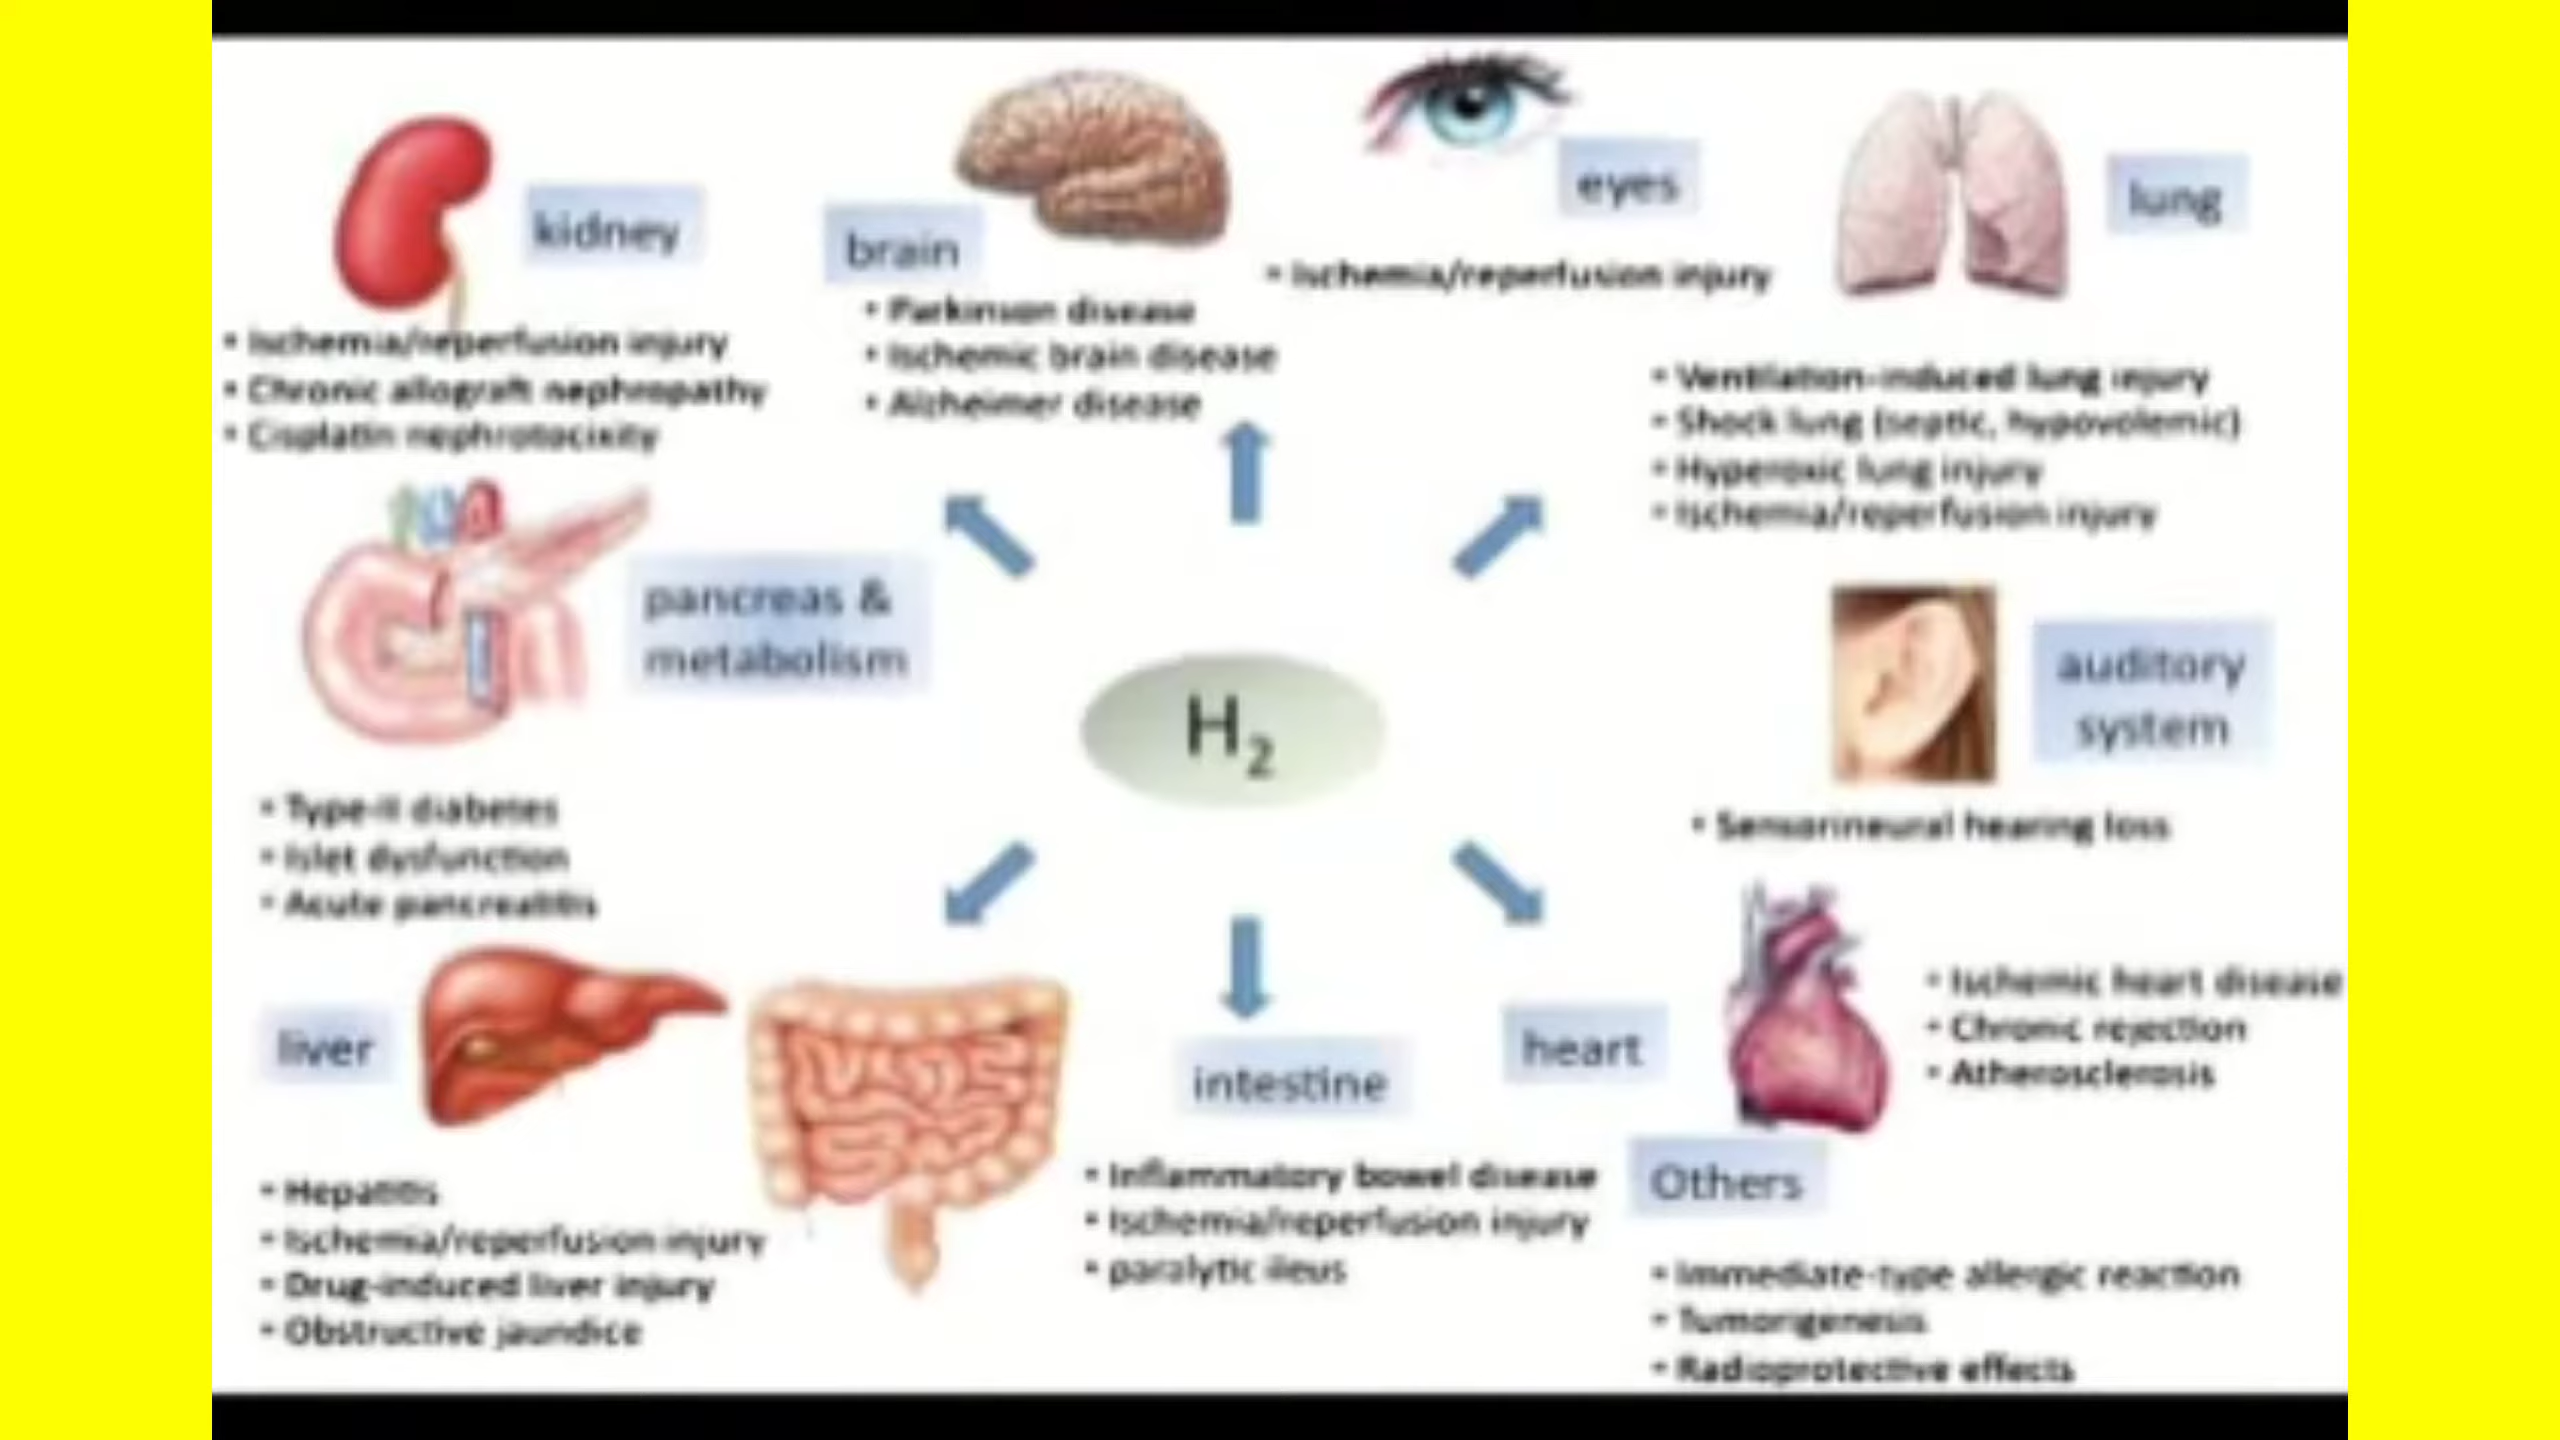 kidney
• Ischemia/reperfusion injury
• Chronic allograft nephropathy
• Cisplatin nephrotocixity
brain
• Parkinson disease
• Ischemic brain disease
• Alzheimer disease
eyes
• Ischemia/reperfusion injury
lung
• Ventilation-induced lung injury
• Shock lung (septic, hypovolemic)
• Hyperoxic lung injury
• Ischemia/reperfusion injury
pancreas &
metabolism
• Type-II diabetes
• Islet dysfunction
• Acute pancreatitis
H₂
auditory
system
• Sensorineural hearing loss
liver
• Hepatitis
• Ischemia/reperfusion injury
• Drug-induced liver injury
• Obstructive jaundice
intestine
• Inflammatory bowel disease
• Ischemia/reperfusion injury
• paralytic ileus
heart
• Ischemic heart disease
• Chronic rejection
• Atherosclerosis
Others
• Immediate-type allergic reaction
• Tumorigenesis
• Radioprotective effects